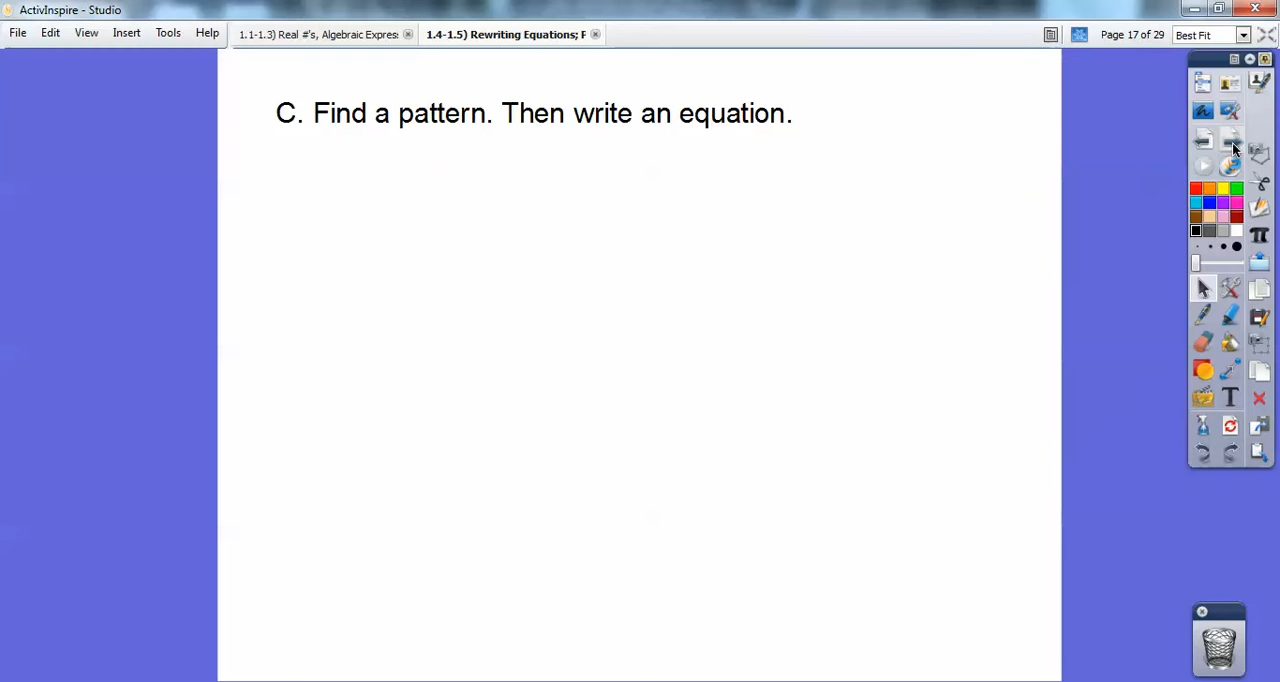 ActivInspire - Studio
File Edit View Insert Tools Help
1.1-1.3) Real #'s, Algebraic Expres:
1.4-1.5) Rewriting Equations; F
Page 17 of 29
Best Fit
C. Find a pattern. Then write an equation.
T